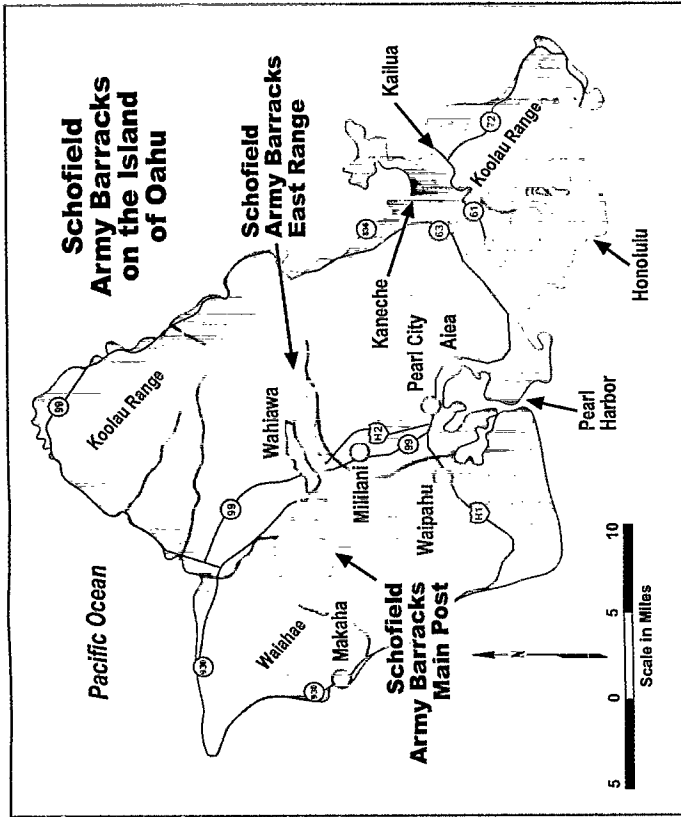 Schofield
Army Barracks
on the Island
of Oahu
Pacific Ocean
Schofield
Army Barracks
East Range
Kailua
Koolau Range
Koolau Range
Wahiawa
Kaneche
Pearl City
Aiea
Mililani
Waipahu
Waiahae
Makaha
Honolulu
Pearl
Harbor
Schofield
Army Barracks
Main Post
99
99
99
930
930
H2
H1
63
61
72
N
5
0
5
10
Scale in Miles